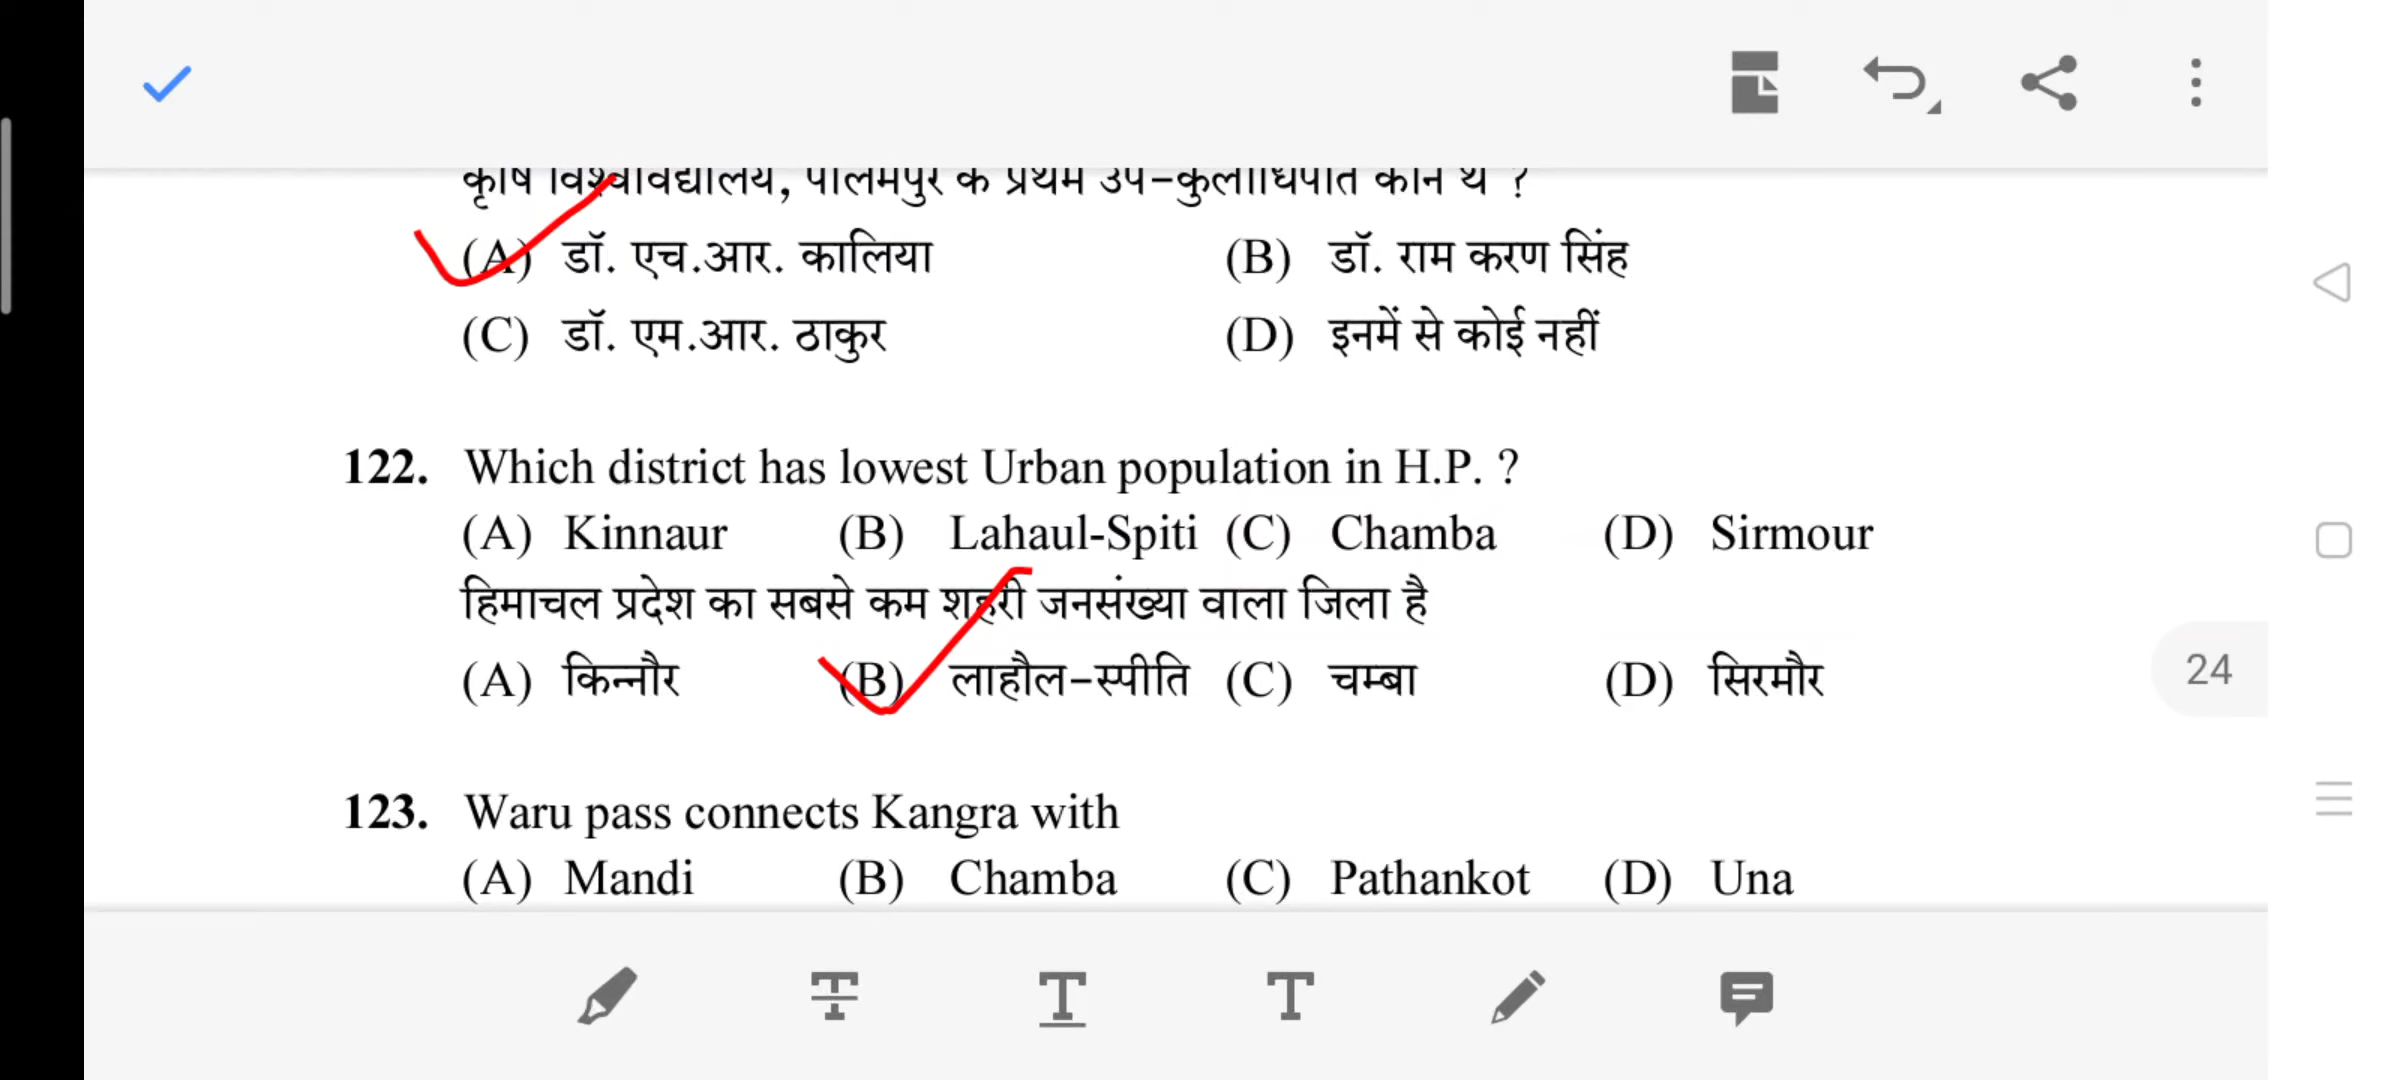 कृषि विश्वविद्यालय, पालमपुर के प्रथम उप-कुलाधिपति कौन थे ?
(A) डॉ. एच.आर. कालिया (B) डॉ. राम करण सिंह
(C) डॉ. एम.आर. ठाकुर (D) इनमें से कोई नहीं
122. Which district has lowest Urban population in H.P. ?
(A) Kinnaur (B) Lahaul-Spiti (C) Chamba (D) Sirmour
हिमाचल प्रदेश का सबसे कम शहरी जनसंख्या वाला जिला है
(A) किन्नौर (B) लाहौल-स्पीति (C) चम्बा (D) सिरमौर
24
123. Waru pass connects Kangra with
(A) Mandi (B) Chamba (C) Pathankot (D) Una